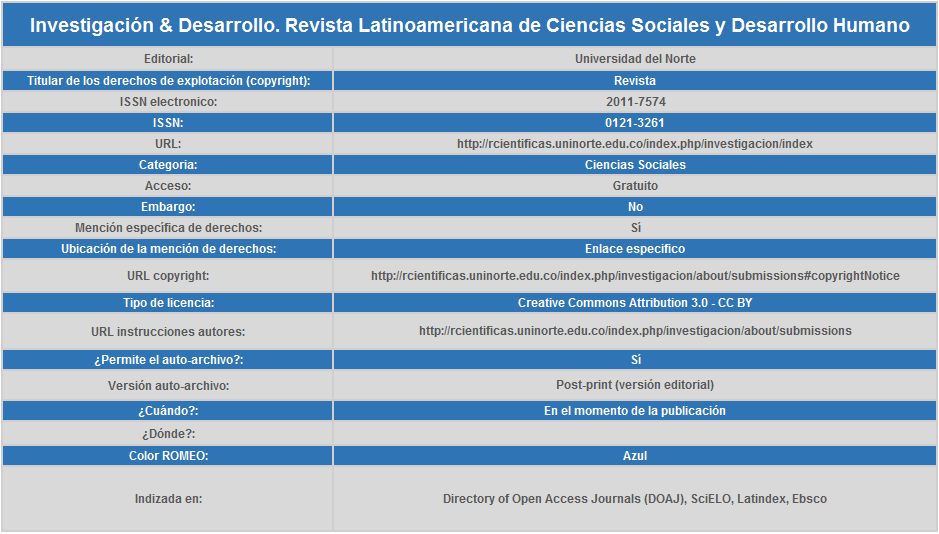 Investigación & Desarrollo. Revista Latinoamericana de Ciencias Sociales y Desarrollo Humano
Editorial: Universidad del Norte
Titular de los derechos de explotación (copyright): Revista
ISSN electronico: 2011-7574
ISSN: 0121-3261
URL: http://rcientificas.uninorte.edu.co/index.php/investigacion/index
Categoría: Ciencias Sociales
Acceso: Gratuito
Embargo: No
Mención específica de derechos: Sí
Ubicación de la mención de derechos: Enlace específico
URL copyright: http://rcientificas.uninorte.edu.co/index.php/investigacion/about/submissions#copyrightNotice
Tipo de licencia: Creative Commons Attribution 3.0 - CC BY
URL instrucciones autores: http://rcientificas.uninorte.edu.co/index.php/investigacion/about/submissions
¿Permite el auto-archivo?: Sí
Versión auto-archivo: Post-print (versión editorial)
¿Cuándo?: En el momento de la publicación
¿Dónde?:
Color ROMEO: Azul
Indizada en: Directory of Open Access Journals (DOAJ), SciELO, Latindex, Ebsco